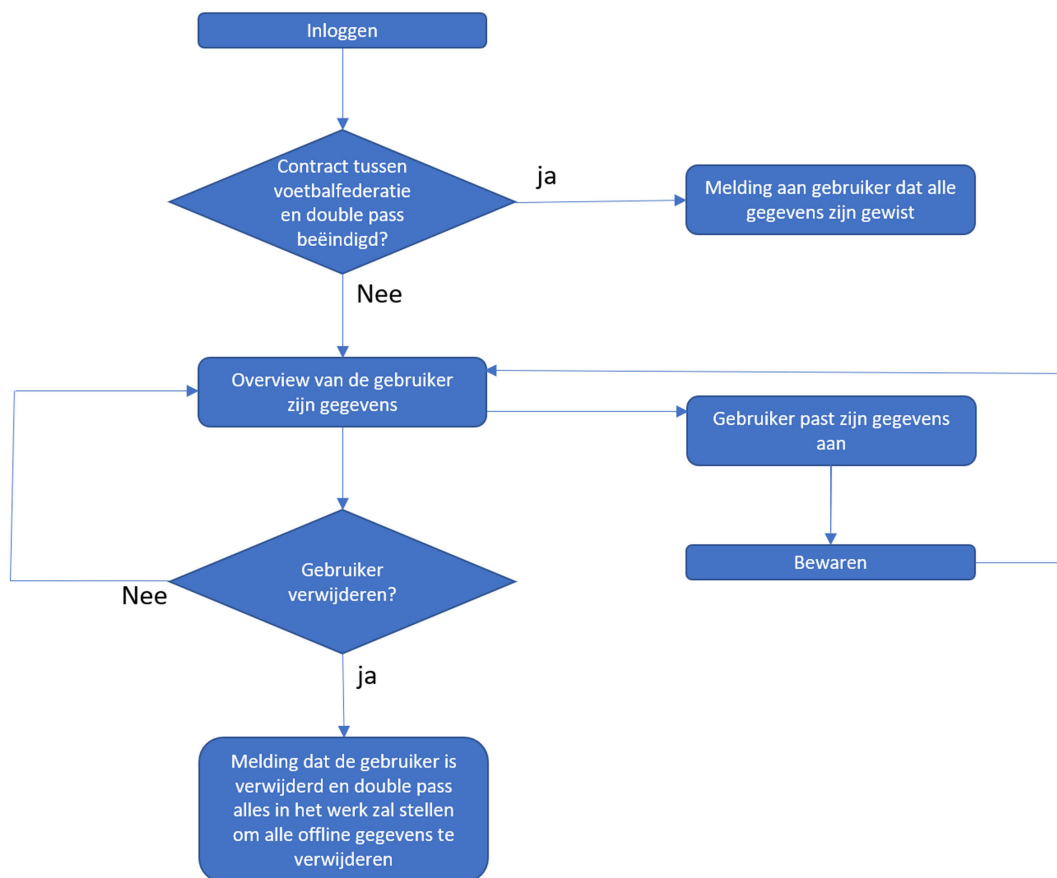 Inloggen
Contract tussen
voetbalfederatie
en double pass
beëindigd?
ja
Melding aan gebruiker dat alle
gegevens zijn gewist
Nee
Overview van de gebruiker
zijn gegevens
Gebruiker past zijn gegevens
aan
Bewaren
Gebruiker
verwijderen?
Nee
ja
Melding dat de gebruiker is
verwijderd en double pass
alles in het werk zal stellen
om alle offline gegevens te
verwijderen